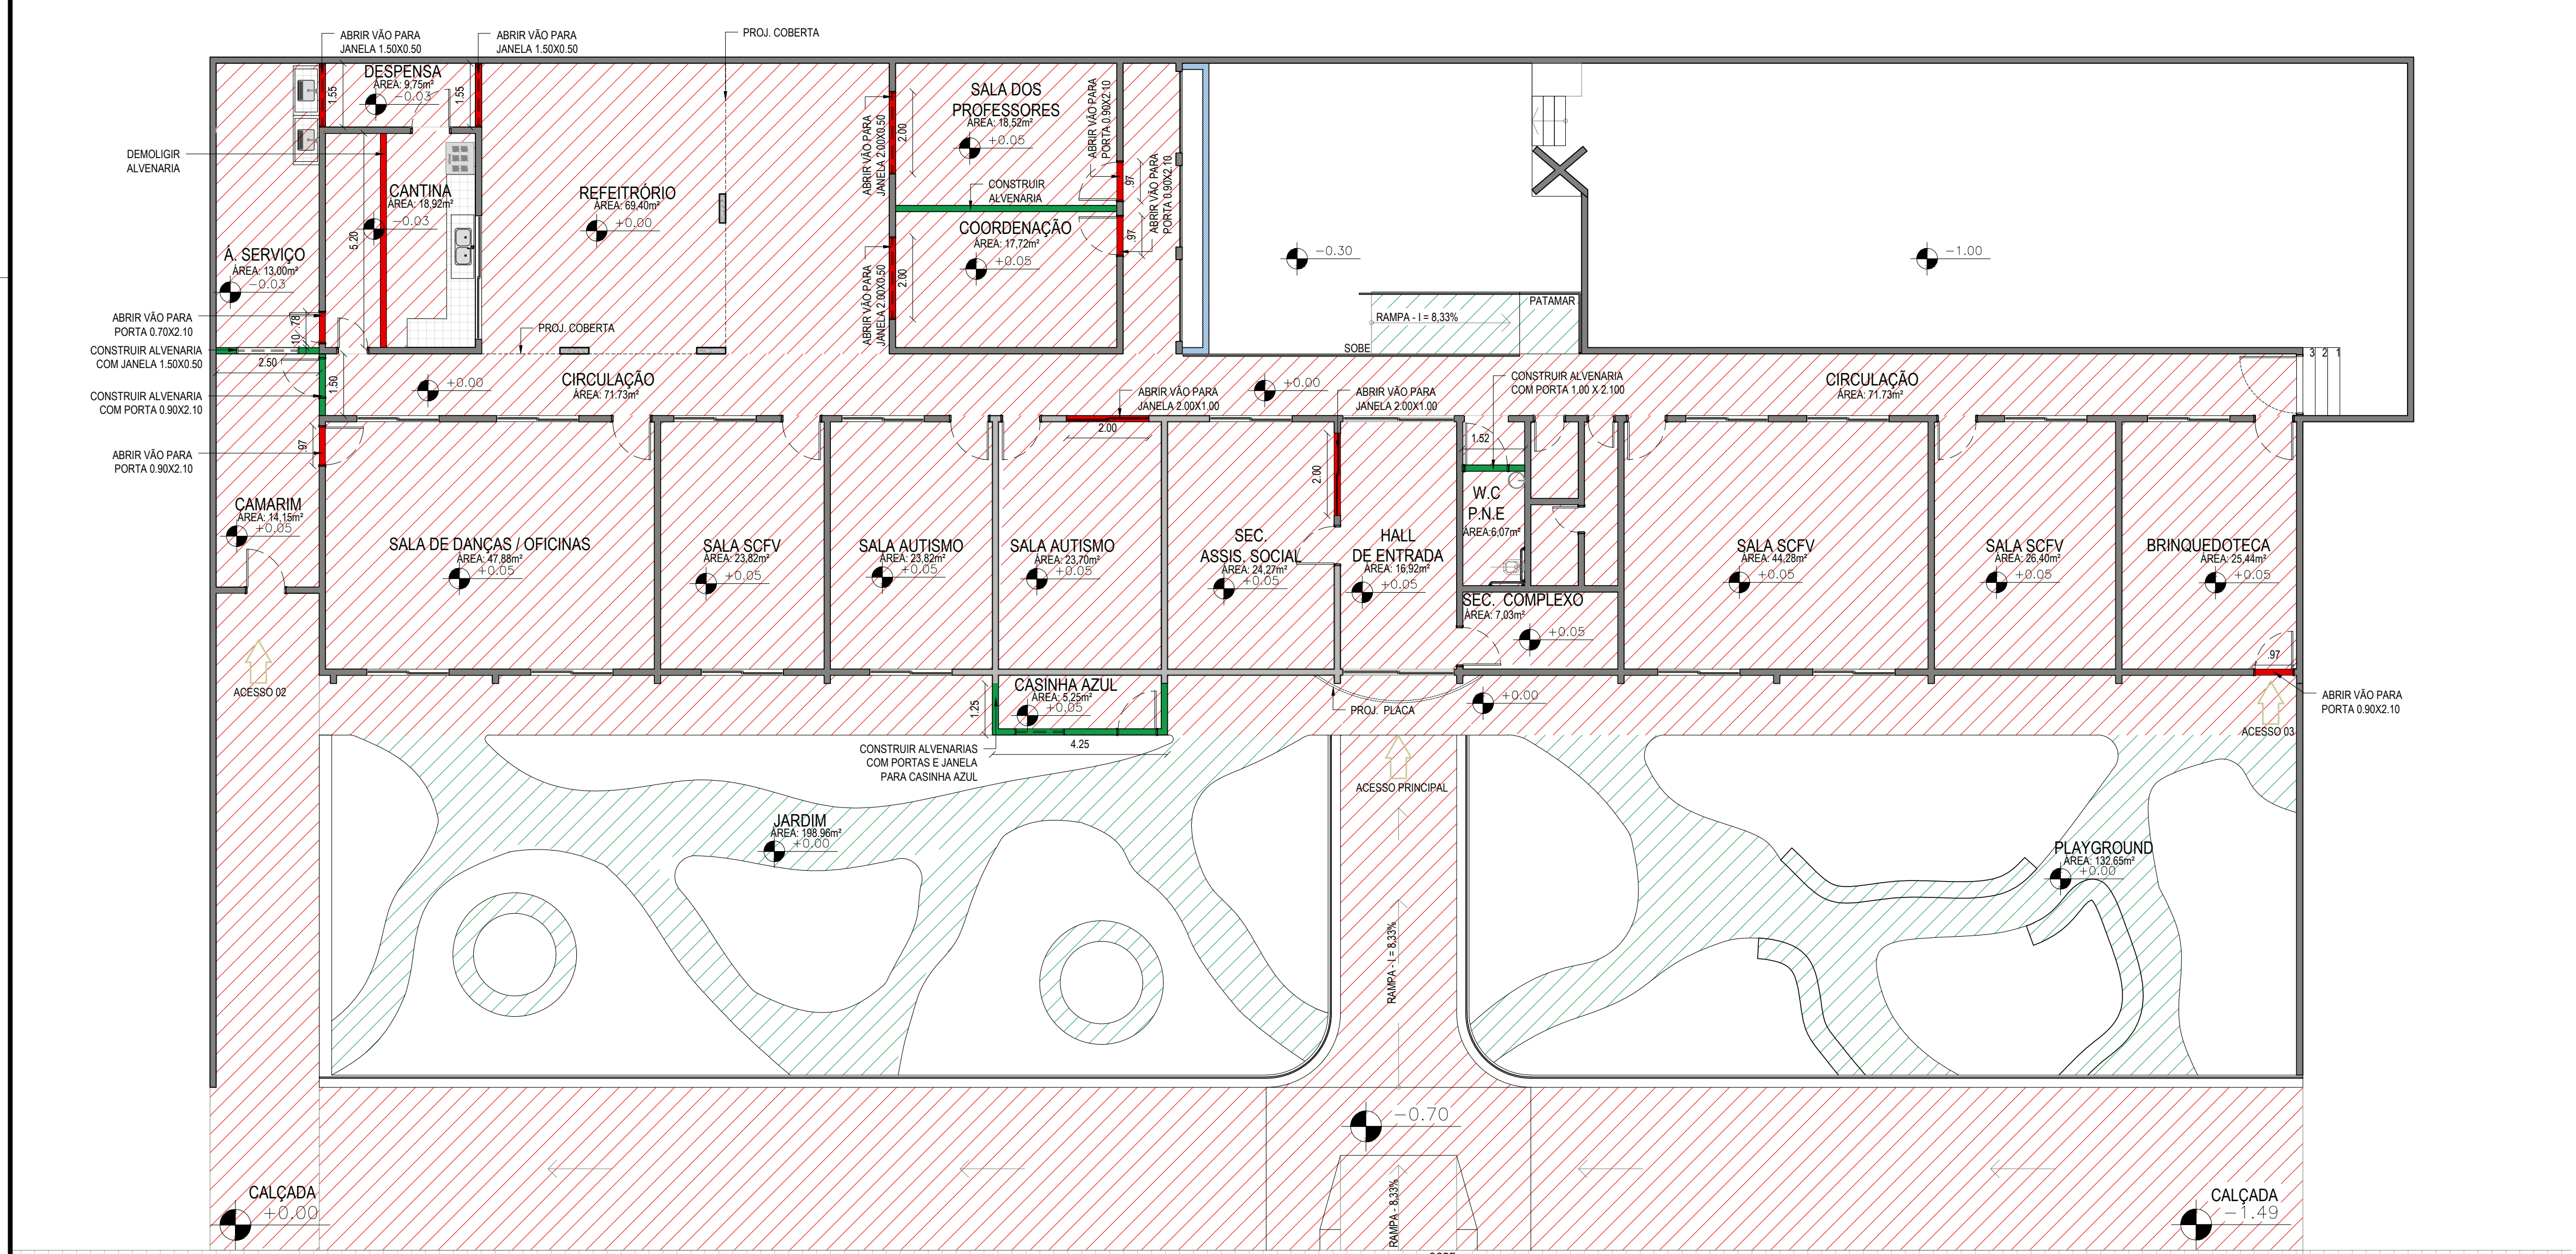 ABRIR VÃO PARA
JANELA 1.50X0.50
ABRIR VÃO PARA
JANELA 1.50X0.50
PROJ. COBERTA
DESPENSA
ÁREA: 9,75m²
-0.03
1.55
1.55
DEMOLIGIR
ALVENARIA
CANTINA
ÁREA: 18,92m²
-0.03
5.20
REFEITRÓRIO
ÁREA: 69,40m²
+0.00
ABRIR VÃO PARA
JANELA 2.00X0.50
2.00
SALA DOS
PROFESSORES
ÁREA: 18,52m²
+0.05
ABRIR VÃO PARA
PORTA 0.90X2.10
.97
CONSTRUIR
ALVENARIA
ABRIR VÃO PARA
PORTA 0.90X2.10
.97
COORDENAÇÃO
ÁREA: 17,72m²
+0.05
ABRIR VÃO PARA
JANELA 2.00X0.50
2.00
-0.30
-1.00
Á. SERVIÇO
ÁREA: 13,00m²
-0.03
PATAMAR
RAMPA - I = 8,33%
SOBE
ABRIR VÃO PARA
PORTA 0.70X2.10
.78
.10
PROJ. COBERTA
CONSTRUIR ALVENARIA
COM JANELA 1.50X0.50
2.50
1.50
CONSTRUIR ALVENARIA
COM PORTA 0.90X2.10
+0.00
CIRCULAÇÃO
ÁREA: 71.73m²
ABRIR VÃO PARA
JANELA 2.00X1.00
2.00
+0.00
ABRIR VÃO PARA
JANELA 2.00X1.00
CONSTRUIR ALVENARIA
COM PORTA 1.00 X 2.100
CIRCULAÇÃO
ÁREA: 71.73m²
3 2 1
ABRIR VÃO PARA
PORTA 0.90X2.10
.97
1.52
2.00
CAMARIM
ÁREA: 14,15m²
+0.05
SALA DE DANÇAS / OFICINAS
ÁREA: 47,88m²
+0.05
SALA SCFV
ÁREA: 23,82m²
+0.05
SALA AUTISMO
ÁREA: 23,82m²
+0.05
SALA AUTISMO
ÁREA: 23,70m²
+0.05
SEC.
ASSIS. SOCIAL
ÁREA: 24,27m²
+0.05
HALL
DE ENTRADA
ÁREA: 16,92m²
+0.05
W.C
P.N.E
ÁREA:6,07m²
SEC. COMPLEXO
ÁREA: 7,03m²
+0.05
SALA SCFV
ÁREA: 44,28m²
+0.05
SALA SCFV
ÁREA: 26,40m²
+0.05
BRINQUEDOTECA
ÁREA: 25,44m²
+0.05
.97
ACESSO 02
CASINHA AZUL
ÁREA: 5,25m²
+0.05
1.25
4.25
CONSTRUIR ALVENARIAS
COM PORTAS E JANELA
PARA CASINHA AZUL
PROJ. PLACA
+0.00
ABRIR VÃO PARA
PORTA 0.90X2.10
ACESSO 03
ACESSO PRINCIPAL
JARDIM
ÁREA: 198.96m²
+0.00
PLAYGROUND
ÁREA: 132.65m²
+0.00
RAMPA - I = 8,33%
-0.70
RAMPA - 8,33%
CALÇADA
+0.00
CALÇADA
-1.49